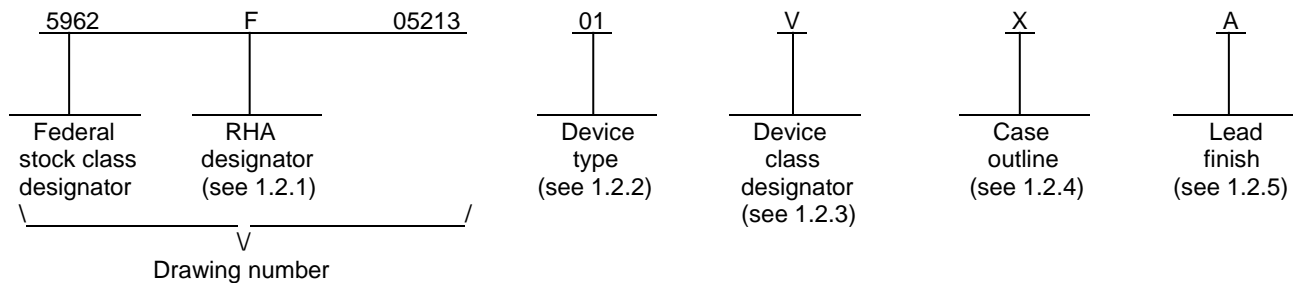 5962 F 05213 01 V X A
Federal stock class designator
RHA designator (see 1.2.1)
Device type (see 1.2.2)
Device class designator (see 1.2.3)
Case outline (see 1.2.4)
Lead finish (see 1.2.5)
\ /
\/
Drawing number